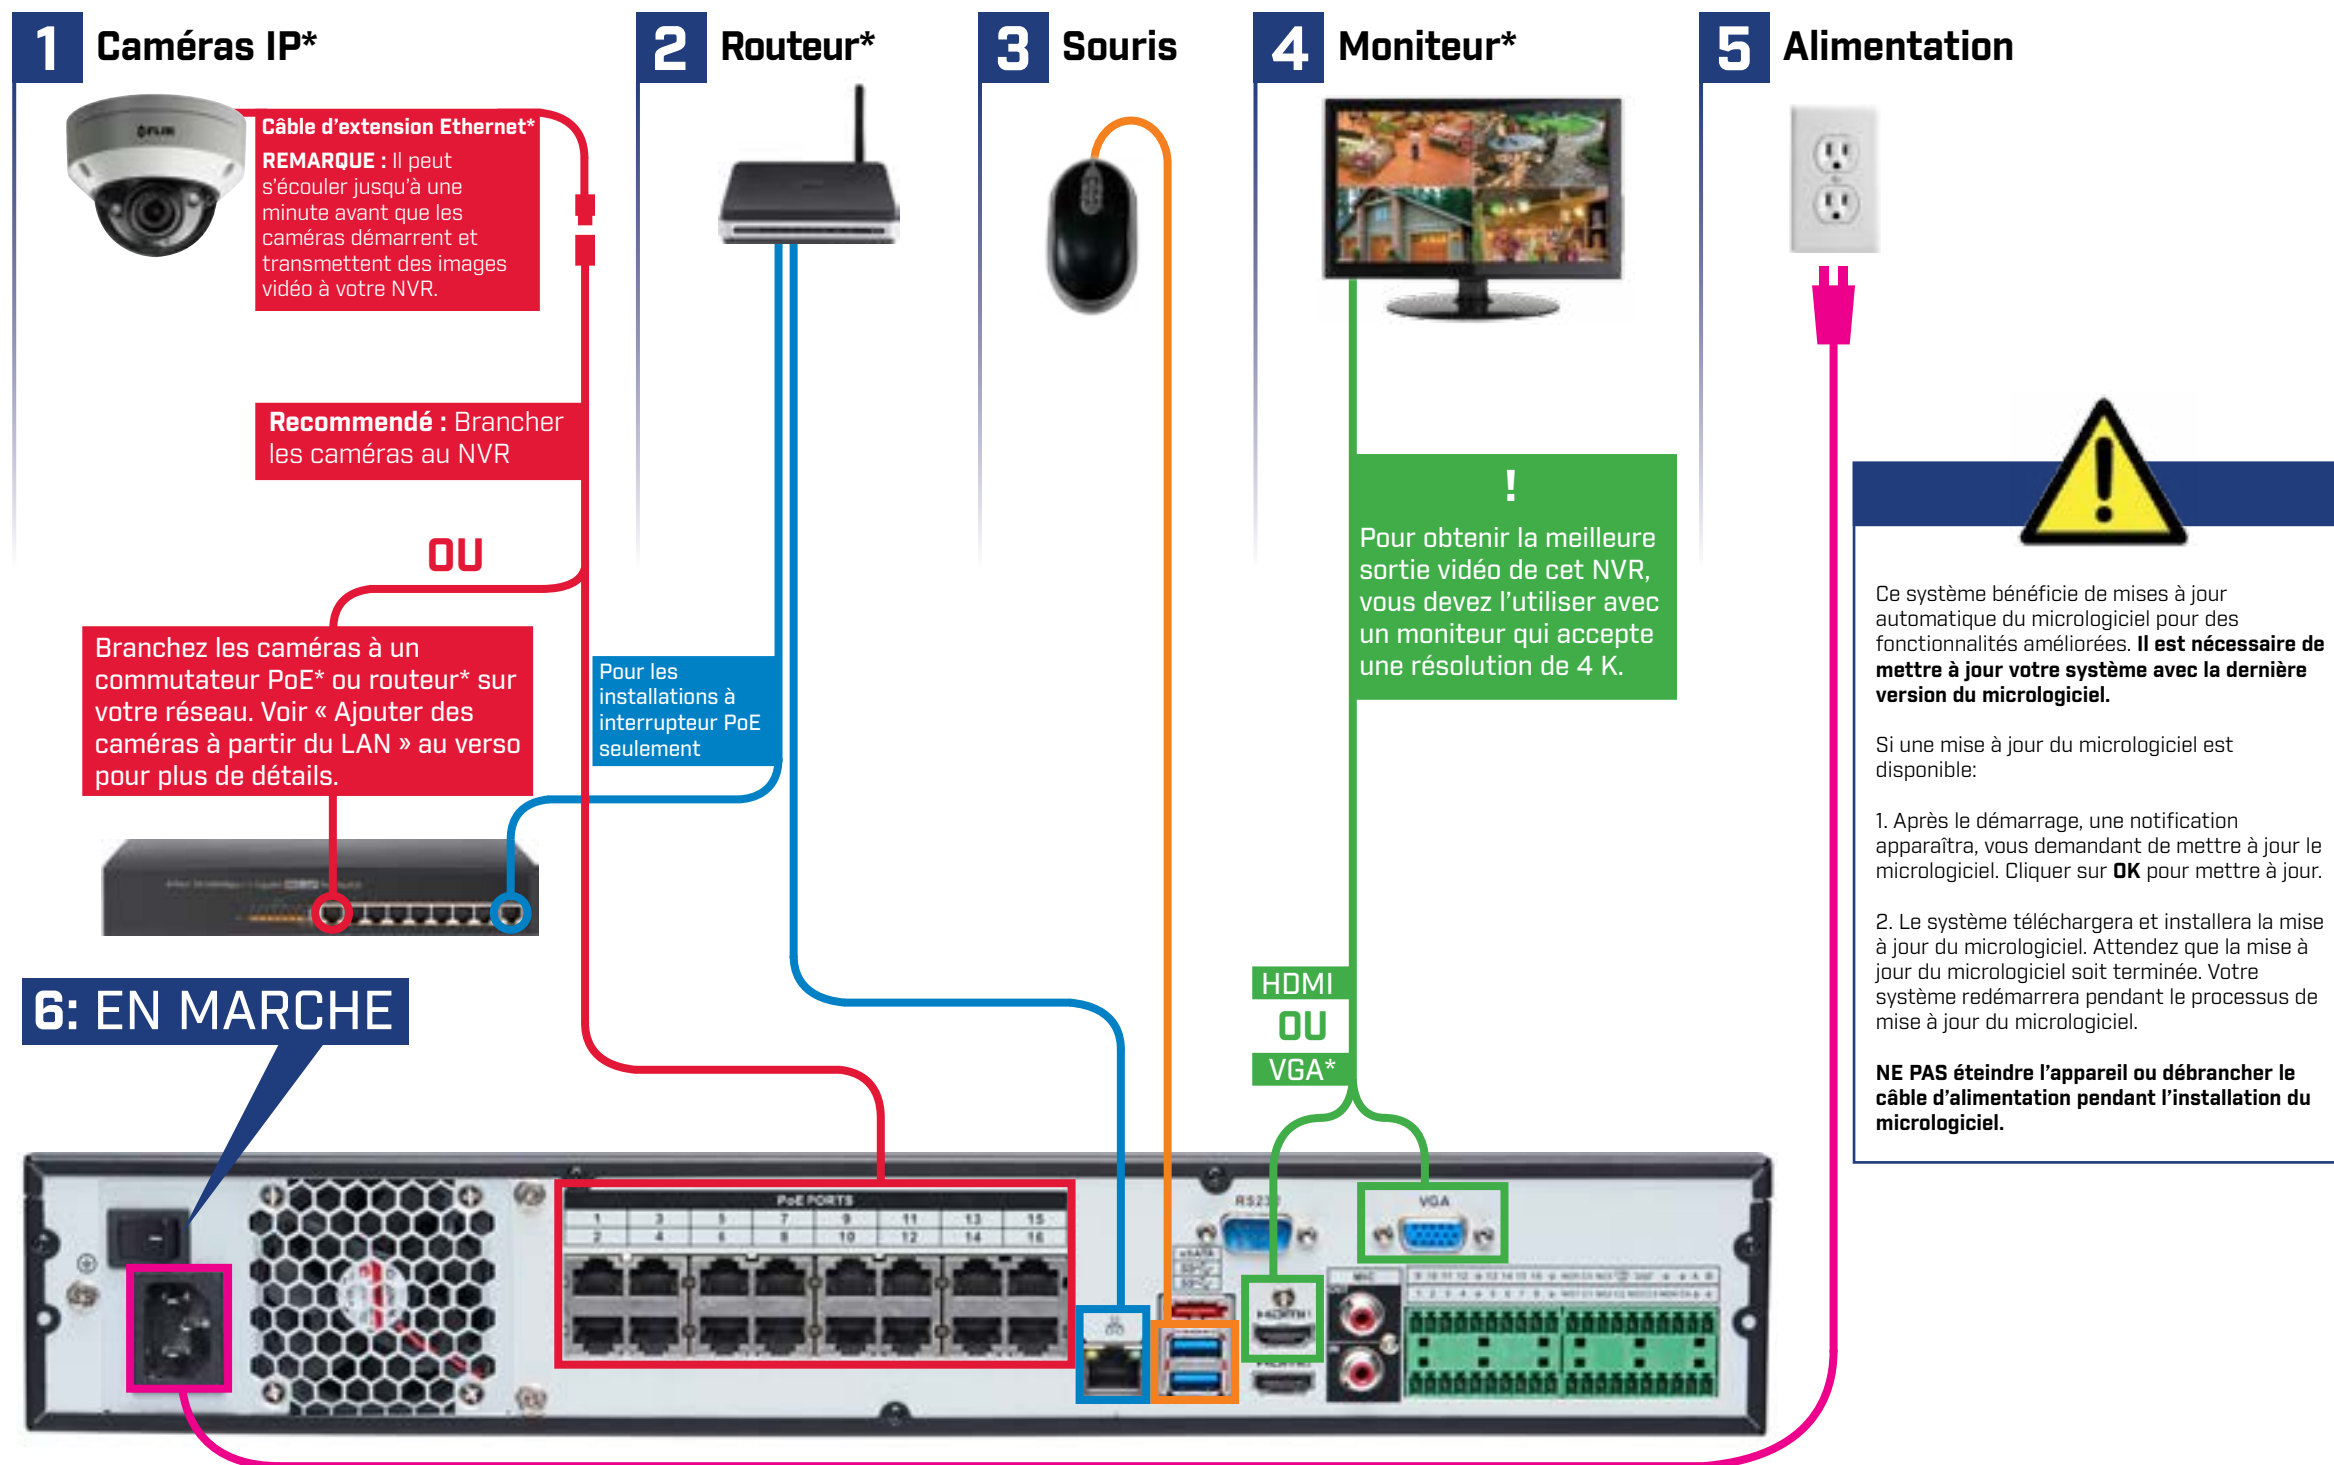 1 Caméras IP*
2 Routeur*
3 Souris
4 Moniteur*
5 Alimentation
FLIR
Câble d'extension Ethernet*
REMARQUE : Il peut
s'écouler jusqu'à une
minute avant que les
caméras démarrent et
transmettent des images
vidéo à votre NVR.
Recommendé : Brancher
les caméras au NVR
OU
Branchez les caméras à un
commutateur PoE* ou routeur* sur
votre réseau. Voir « Ajouter des
caméras à partir du LAN » au verso
pour plus de détails.
Pour les
installations à
interrupteur PoE
seulement
!
Pour obtenir la meilleure
sortie vidéo de cet NVR,
vous devez l'utiliser avec
un moniteur qui accepte
une résolution de 4 K.
HDMI
OU
VGA*
Ce système bénéficie de mises à jour
automatique du micrologiciel pour des
fonctionnalités améliorées. Il est nécessaire de
mettre à jour votre système avec la dernière
version du micrologiciel.
Si une mise à jour du micrologiciel est
disponible:
1. Après le démarrage, une notification
apparaîtra, vous demandant de mettre à jour le
micrologiciel. Cliquer sur OK pour mettre à jour.
2. Le système téléchargera et installera la mise
à jour du micrologiciel. Attendez que la mise à
jour du micrologiciel soit terminée. Votre
système redémarrera pendant le processus de
mise à jour du micrologiciel.
NE PAS éteindre l'appareil ou débrancher le
câble d'alimentation pendant l'installation du
micrologiciel.
6: EN MARCHE
PoE PORTS
1 3 5 7 9 11 13 15
2 4 6 8 10 12 14 16
RS232
VGA
eSATA
MIC